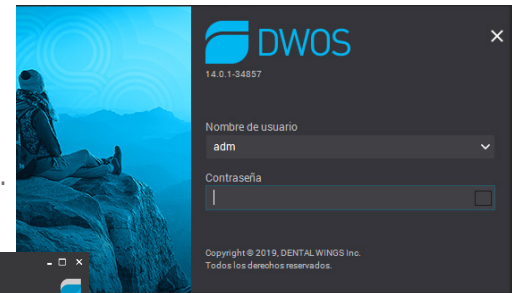 DWOS
14.0.1-34857
Nombre de usuario
adm
Contraseña
Copyright © 2019, DENTAL WINGS Inc.
Todos los derechos reservados.